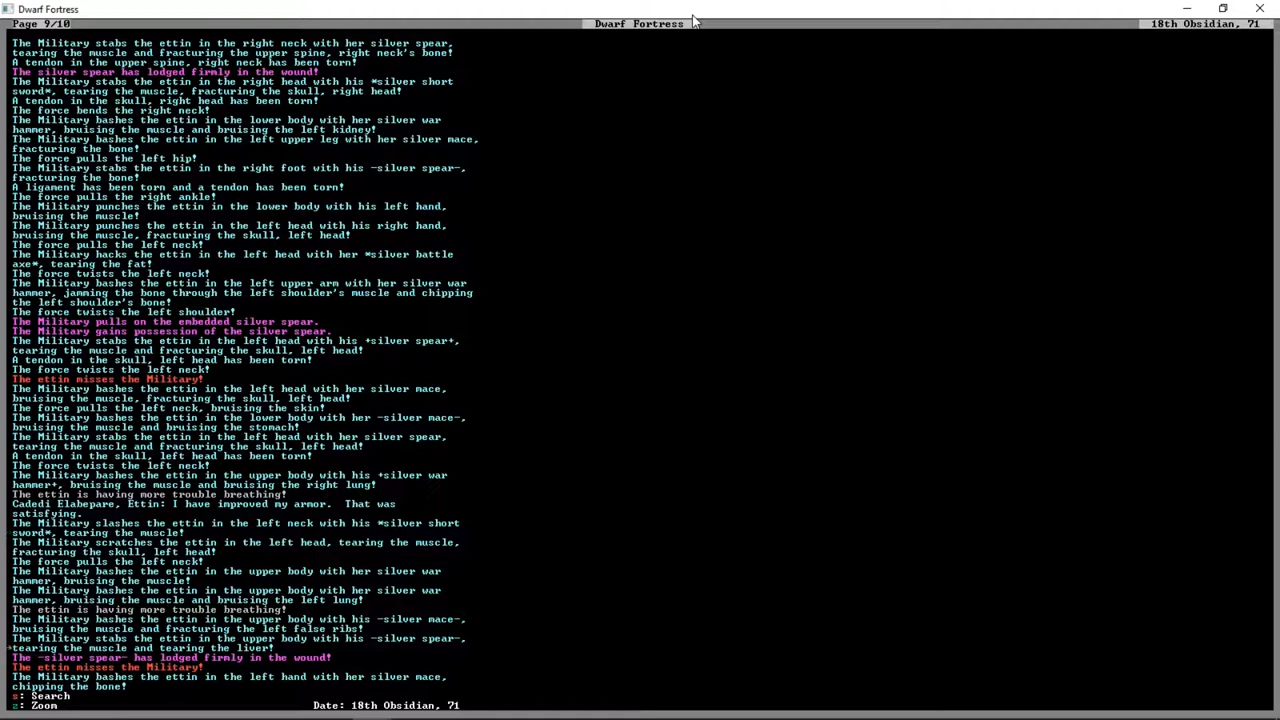 Dwarf Fortress
Page 9/10
Dwarf Fortress
18th Obsidian, 71
The Military stabs the ettin in the right neck with her silver spear,
tearing the muscle and fracturing the upper spine, right neck's bone!
A tendon in the upper spine, right neck has been torn!
The silver spear has lodged firmly in the wound!
The Military stabs the ettin in the right head with his *silver short
sword*, tearing the muscle, fracturing the skull, right head!
A tendon in the skull, right head has been torn!
The force bends the right neck!
The Military bashes the ettin in the lower body with her silver war
hammer, bruising the muscle and bruising the left kidney!
The Military bashes the ettin in the left upper leg with her silver mace,
fracturing the bone!
The force pulls the left hip!
The Military stabs the ettin in the right foot with his -silver spear-,
fracturing the bone!
A ligament has been torn and a tendon has been torn!
The force pulls the right ankle!
The Military punches the ettin in the lower body with his left hand,
bruising the muscle!
The Military punches the ettin in the left head with his right hand,
bruising the muscle, fracturing the skull, left head!
The force pulls the left neck!
The Military hacks the ettin in the left head with her *silver battle
axe*, tearing the fat!
The force twists the left neck!
The Military bashes the ettin in the left upper arm with her silver war
hammer, jamming the bone through the left shoulder's muscle and chipping
the left shoulder's bone!
The force twists the left shoulder!
The Military pulls on the embedded silver spear.
The Military gains possession of the silver spear.
The Military stabs the ettin in the left head with his +silver spear+,
tearing the muscle and fracturing the skull, left head!
A tendon in the skull, left head has been torn!
The force twists the left neck!
The ettin misses the Military!
The Military bashes the ettin in the left head with her silver mace,
bruising the muscle, fracturing the skull, left head!
The force pulls the left neck, bruising the skin!
The Military bashes the ettin in the lower body with her -silver mace-,
bruising the muscle and bruising the stomach!
The Military stabs the ettin in the left head with her silver spear,
tearing the muscle and fracturing the skull, left head!
A tendon in the skull, left head has been torn!
The force twists the left neck!
The Military bashes the ettin in the upper body with his +silver war
hammer+, bruising the muscle and bruising the right lung!
The ettin is having more trouble breathing!
Cadedi Elabepare, Ettin: I have improved my armor.  That was
satisfying.
The Military slashes the ettin in the left neck with his *silver short
sword*, tearing the muscle!
The Military scratches the ettin in the left head, tearing the muscle,
fracturing the skull, left head!
The force pulls the left neck!
The Military bashes the ettin in the upper body with her silver war
hammer, bruising the muscle!
The Military bashes the ettin in the upper body with her silver war
hammer, bruising the muscle and bruising the left lung!
The ettin is having more trouble breathing!
The Military bashes the ettin in the upper body with his -silver mace-,
bruising the muscle and fracturing the left false ribs!
The Military stabs the ettin in the upper body with his -silver spear-,
tearing the muscle and tearing the liver!
The -silver spear- has lodged firmly in the wound!
The ettin misses the Military!
The Military bashes the ettin in the left hand with her silver mace,
chipping the bone!
s: Search
z: Zoom
Date: 18th Obsidian, 71